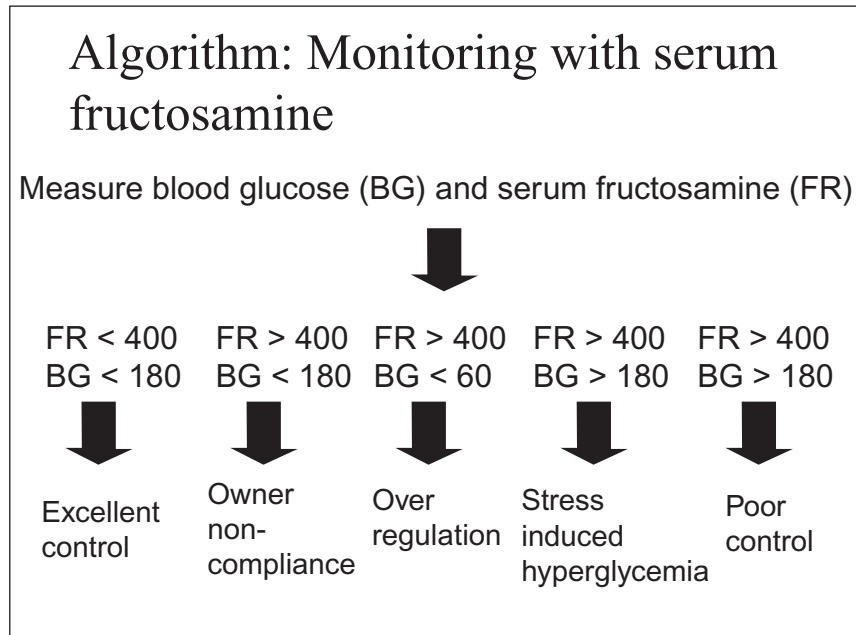 Algorithm: Monitoring with serum
fructosamine
Measure blood glucose (BG) and serum fructosamine (FR)
FR < 400
BG < 180
FR > 400
BG < 180
FR > 400
BG < 60
FR > 400
BG > 180
FR > 400
BG > 180
Excellent
control
Owner
non-
compliance
Over
regulation
Stress
induced
hyperglycemia
Poor
control